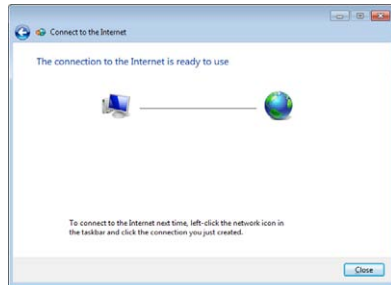 Connect to the Internet
The connection to the Internet is ready to use
To connect to the Internet next time, left-click the network icon in
the taskbar and click the connection you just created.
Close